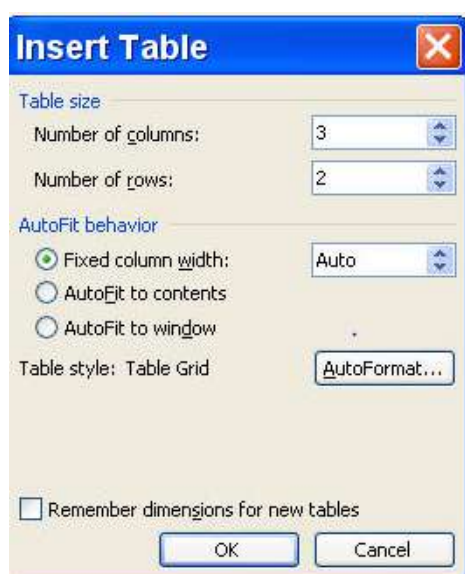 Insert Table
Table size
Number of columns: 3
Number of rows: 2
AutoFit behavior
Fixed column width: Auto
AutoFit to contents
AutoFit to window
Table style: Table Grid AutoFormat...
Remember dimensions for new tables
OK Cancel